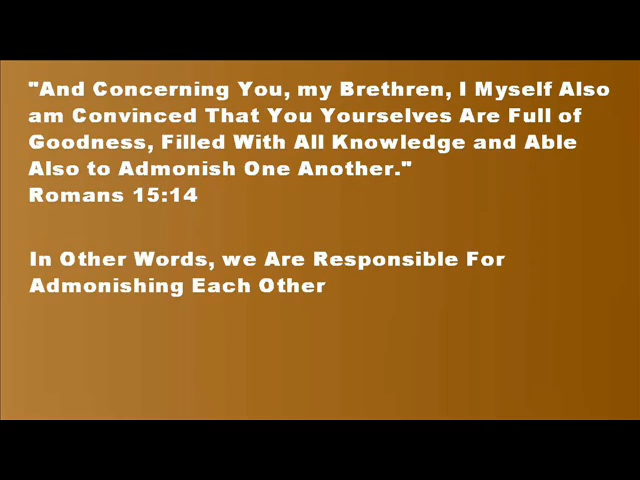 "And Concerning You, my Brethren, I Myself Also
am Convinced That You Yourselves Are Full of
Goodness, Filled With All Knowledge and Able
Also to Admonish One Another."
Romans 15:14
In Other Words, we Are Responsible For
Admonishing Each Other